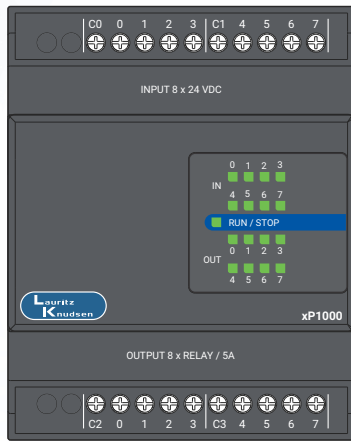 C0 0 1 2 3 C1 4 5 6 7
INPUT 8 x 24 VDC
0 1 2 3
IN
4 5 6 7
RUN / STOP
OUT
0 1 2 3
4 5 6 7
Lauritz
Knudsen
xP1000
OUTPUT 8 x RELAY / 5A
C2 0 1 2 3 C3 4 5 6 7